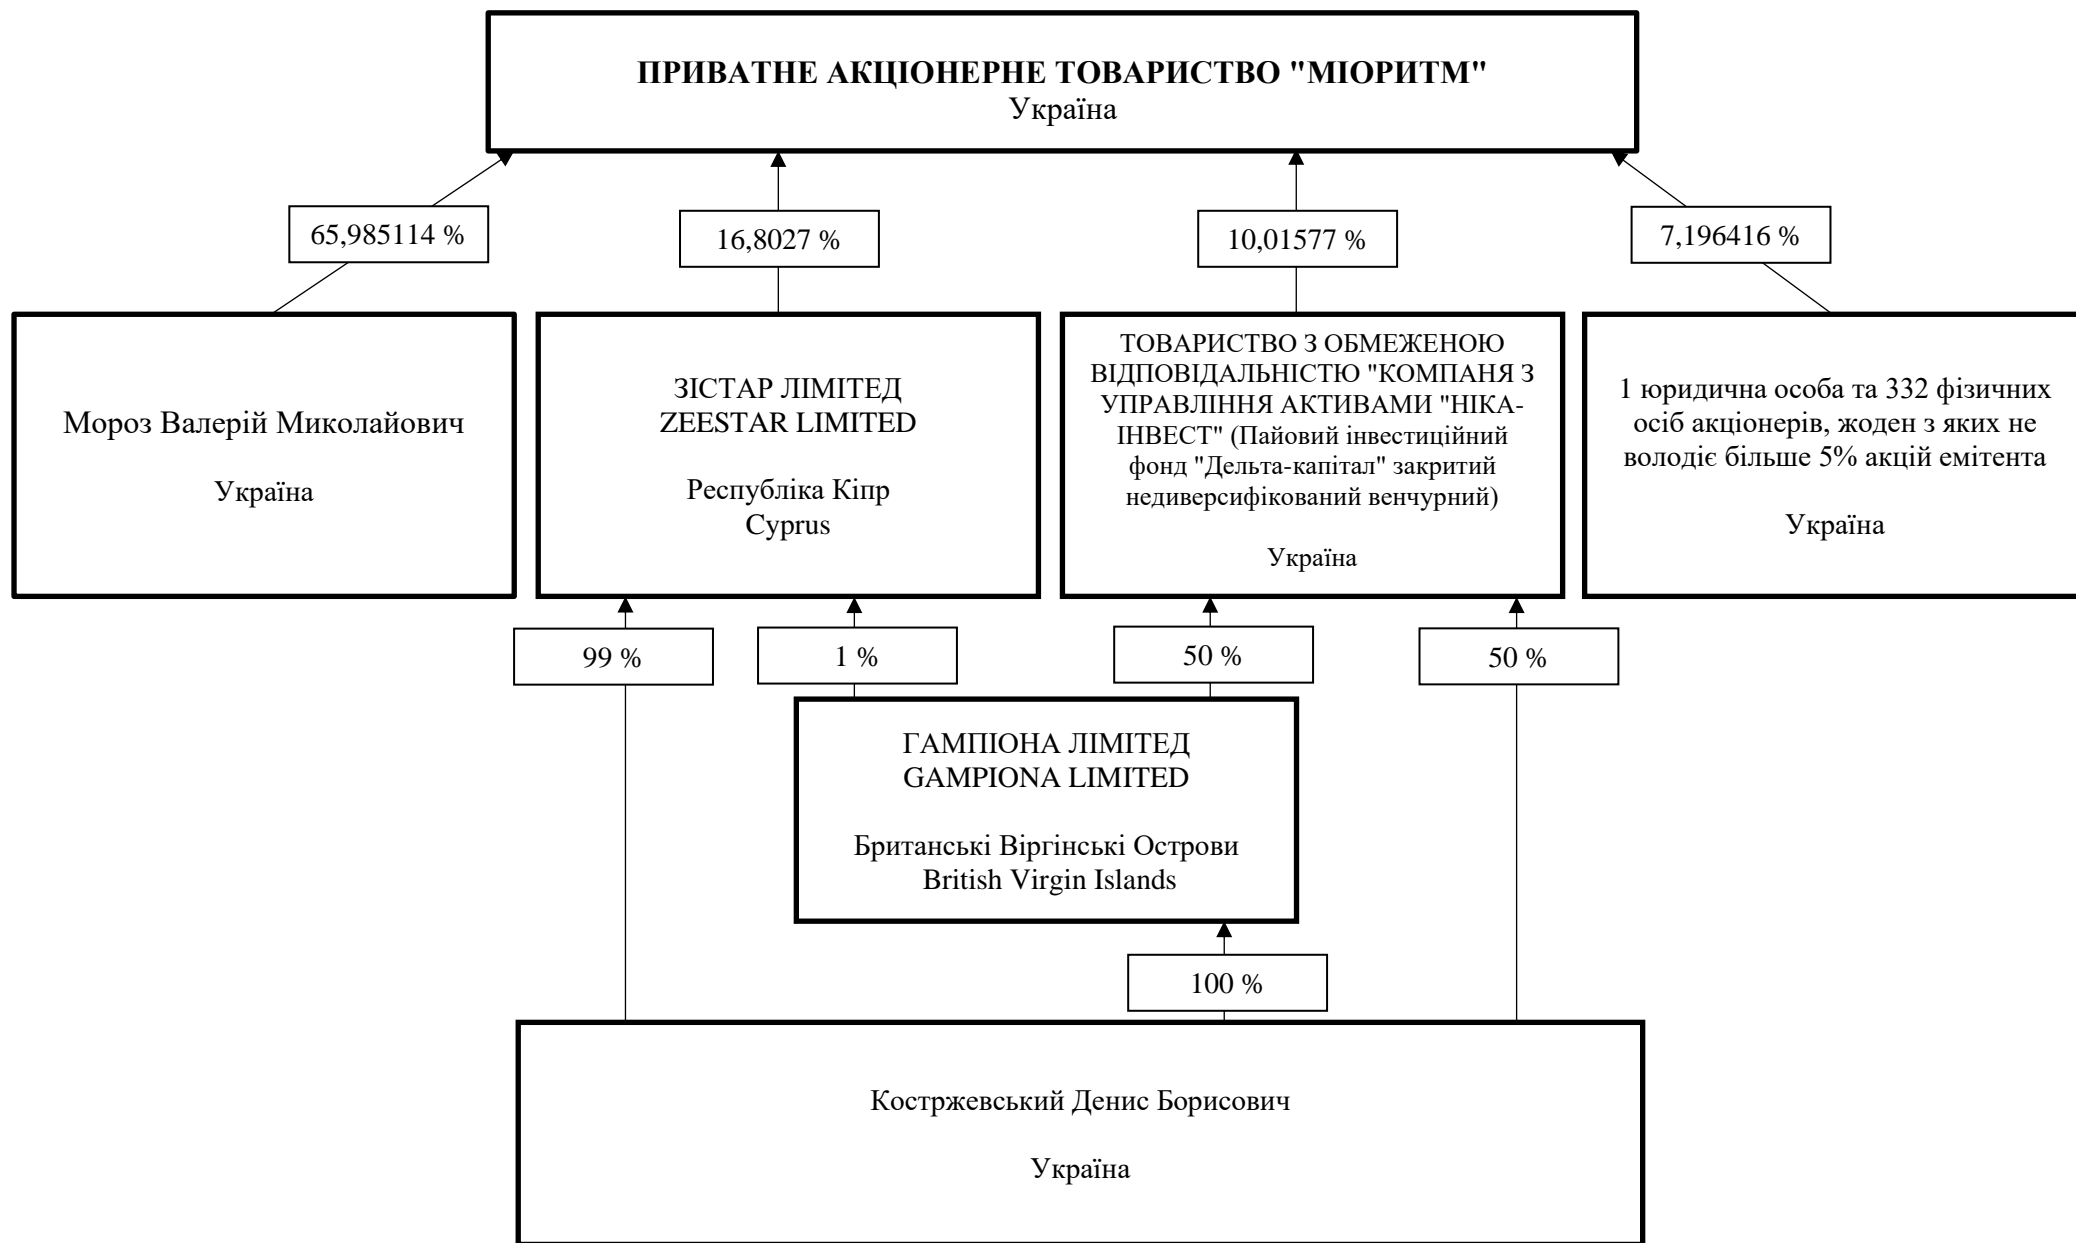 ПРИВАТНЕ АКЦІОНЕРНЕ ТОВАРИСТВО "МІОРИТМ"
Україна
65,985114 %
16,8027 %
10,01577 %
7,196416 %
Мороз Валерій Миколайович
Україна
ЗІСТАР ЛІМІТЕД
ZEESTAR LIMITED
Республіка Кіпр
Cyprus
ТОВАРИСТВО З ОБМЕЖЕНОЮ
ВІДПОВІДАЛЬНІСТЮ "КОМПАНЯ З
УПРАВЛІННЯ АКТИВАМИ "НІКА-
ІНВЕСТ" (Пайовий інвестиційний
фонд "Дельта-капітал" закритий
недиверсифікований венчурний)
Україна
1 юридична особа та 332 фізичних
осіб акціонерів, жоден з яких не
володіє більше 5% акцій емітента
Україна
99 %
1 %
50 %
50 %
ГАМПІОНА ЛІМІТЕД
GAMPIONA LIMITED
Британські Віргінські Острови
British Virgin Islands
100 %
Костржевський Денис Борисович
Україна